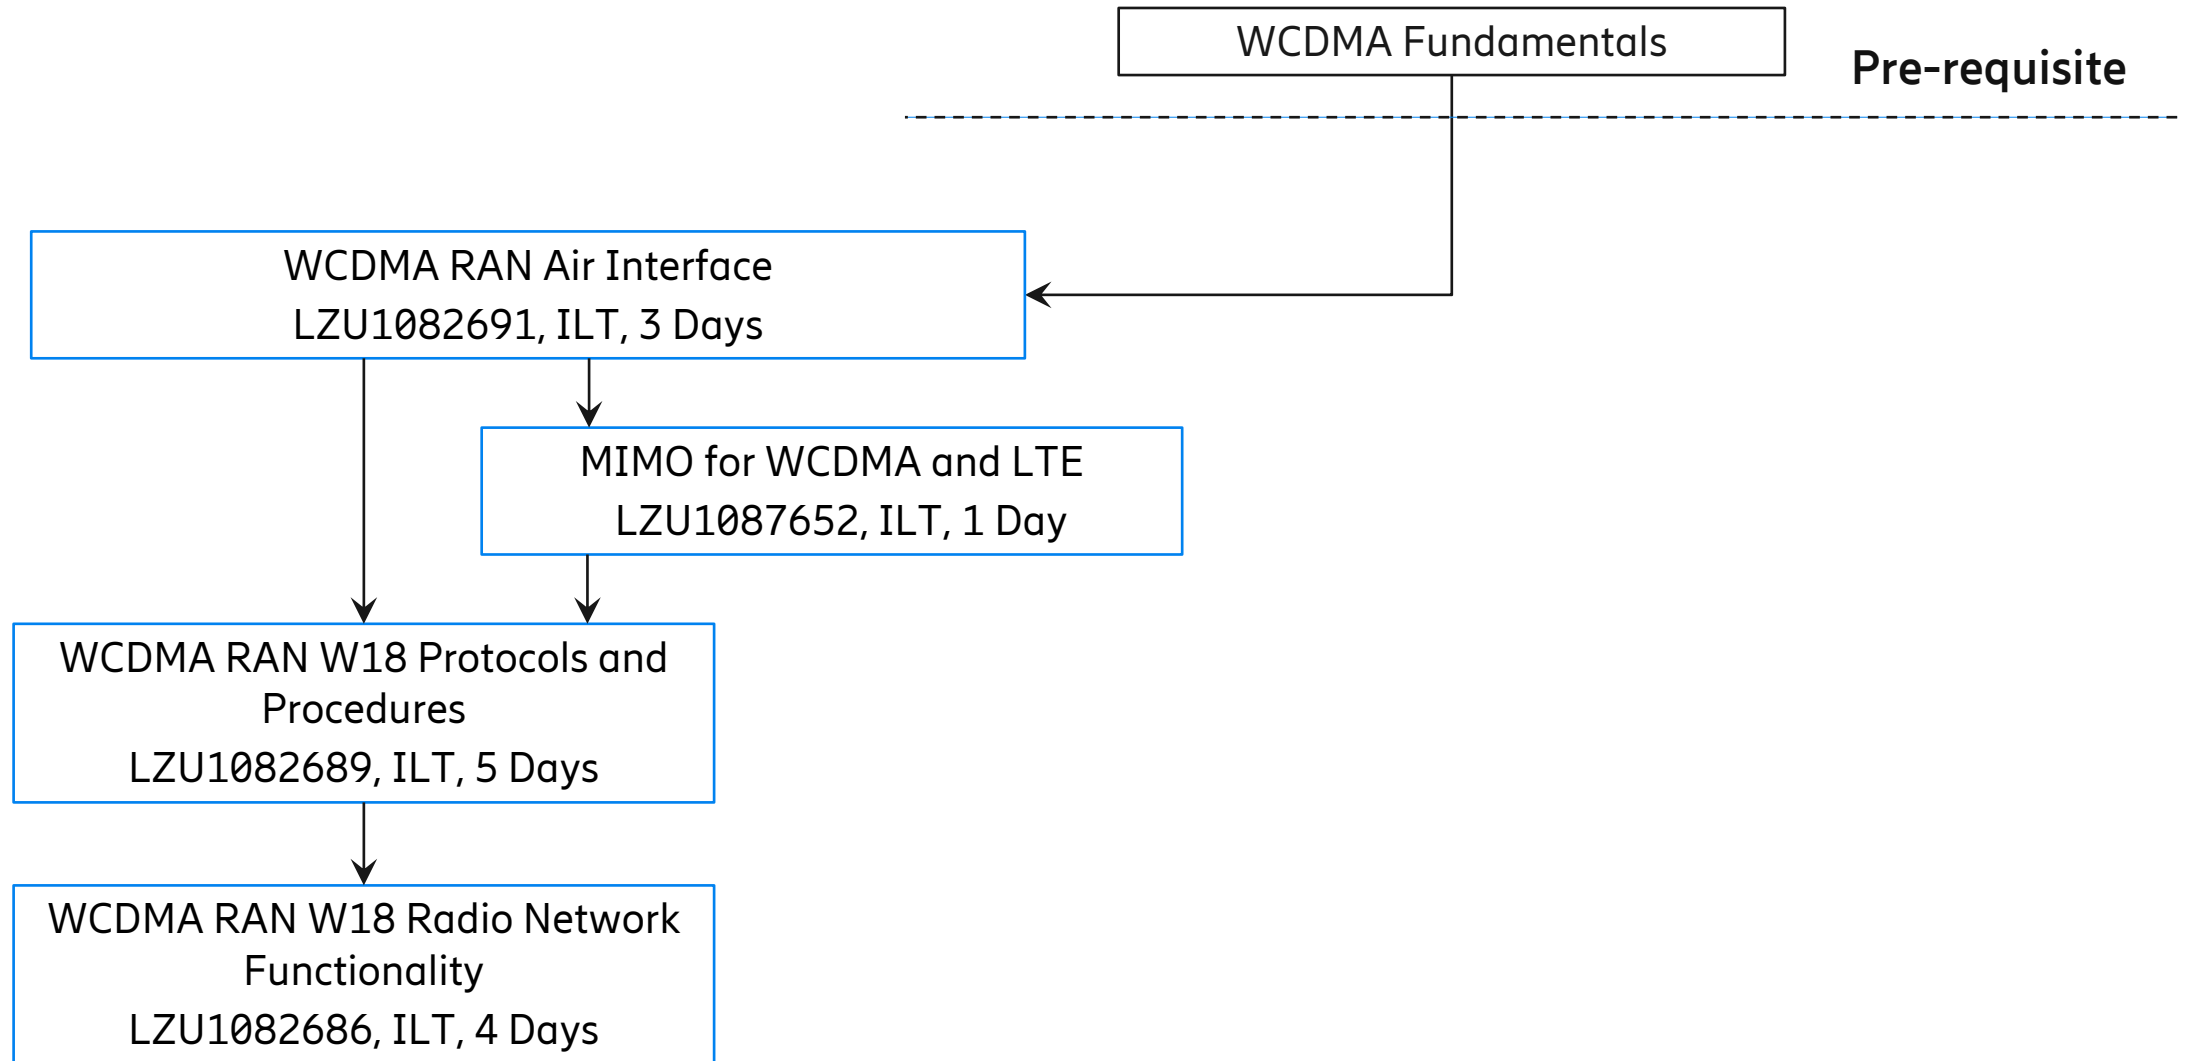 WCDMA Fundamentals
Pre-requisite
WCDMA RAN Air Interface
LZU1082691, ILT, 3 Days
MIMO for WCDMA and LTE
LZU1087652, ILT, 1 Day
WCDMA RAN W18 Protocols and
Procedures
LZU1082689, ILT, 5 Days
WCDMA RAN W18 Radio Network
Functionality
LZU1082686, ILT, 4 Days